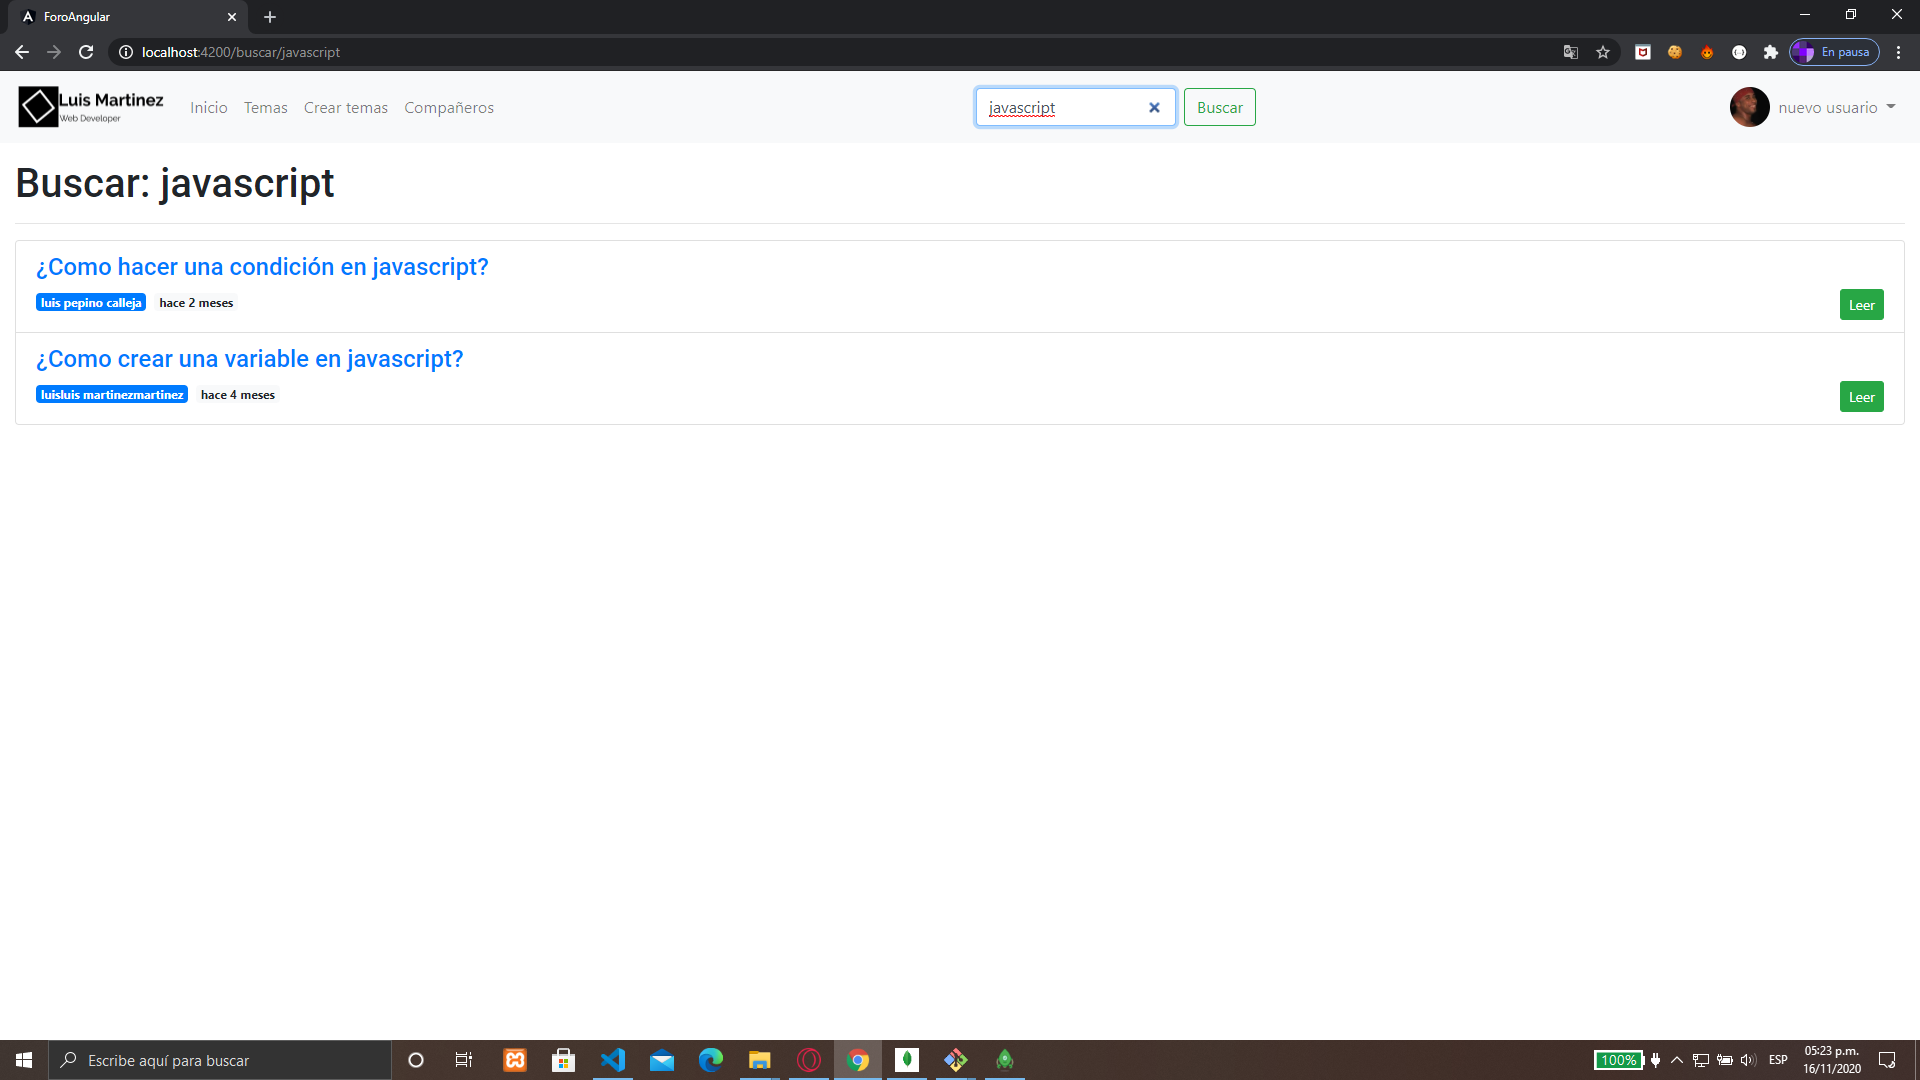 ForoAngular
localhost:4200/buscar/javascript
En pausa
Luis Martinez
Web Developer
Inicio
Temas
Crear temas
Compañeros
javascript
Buscar
nuevo usuario
Buscar: javascript
¿Como hacer una condición en javascript?
luis pepino calleja hace 2 meses
Leer
¿Como crear una variable en javascript?
luisluis martinezmartinez hace 4 meses
Leer
Escribe aquí para buscar
100%
ESP
05:23 p.m.
16/11/2020